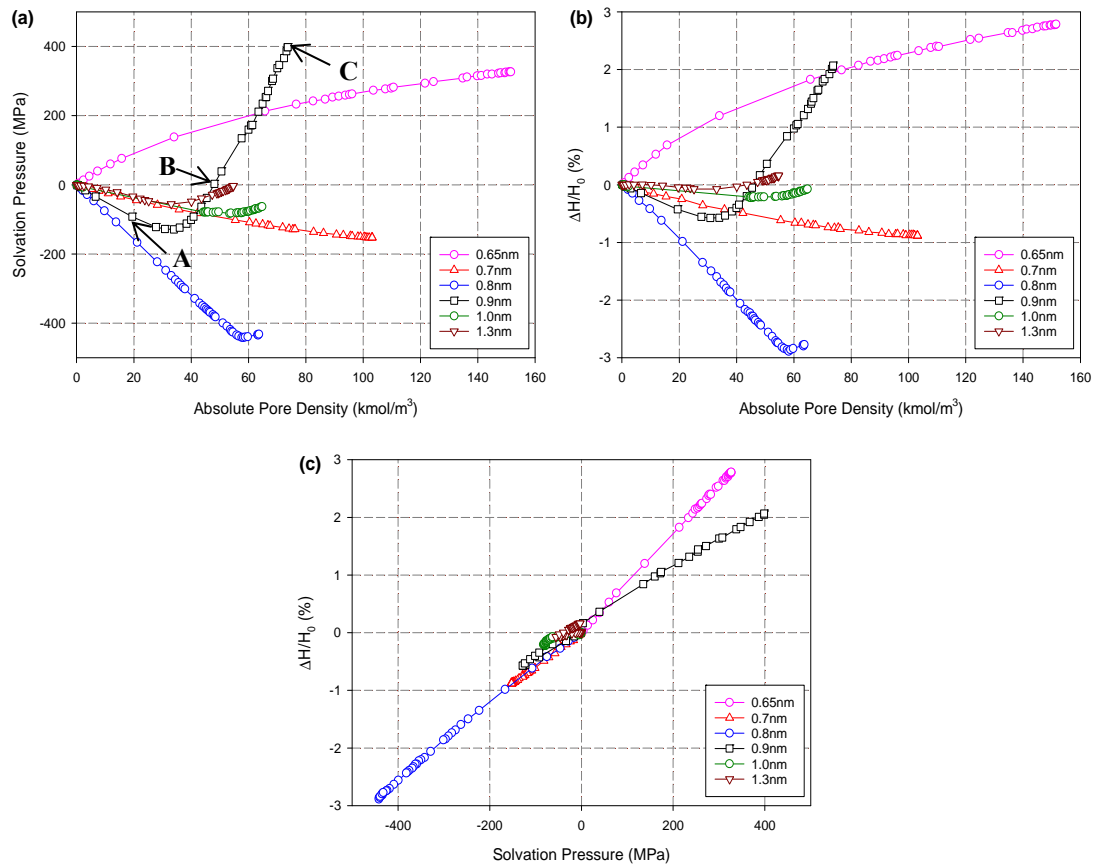 (a)
400
200
0
-200
-400
Solvation Pressure (MPa)
A
B
C
0.65nm
0.7nm
0.8nm
0.9nm
1.0nm
1.3nm
0 20 40 60 80 100 120 140 160
Absolute Pore Density (kmol/m³)
(b)
3
2
1
0
-1
-2
-3
ΔH/H₀ (%)
0.65nm
0.7nm
0.8nm
0.9nm
1.0nm
1.3nm
0 20 40 60 80 100 120 140 160
Absolute Pore Density (kmol/m³)
(c)
3
2
1
0
-1
-2
-3
ΔH/H₀ (%)
0.65nm
0.7nm
0.8nm
0.9nm
1.0nm
1.3nm
-400 -200 0 200 400
Solvation Pressure (MPa)